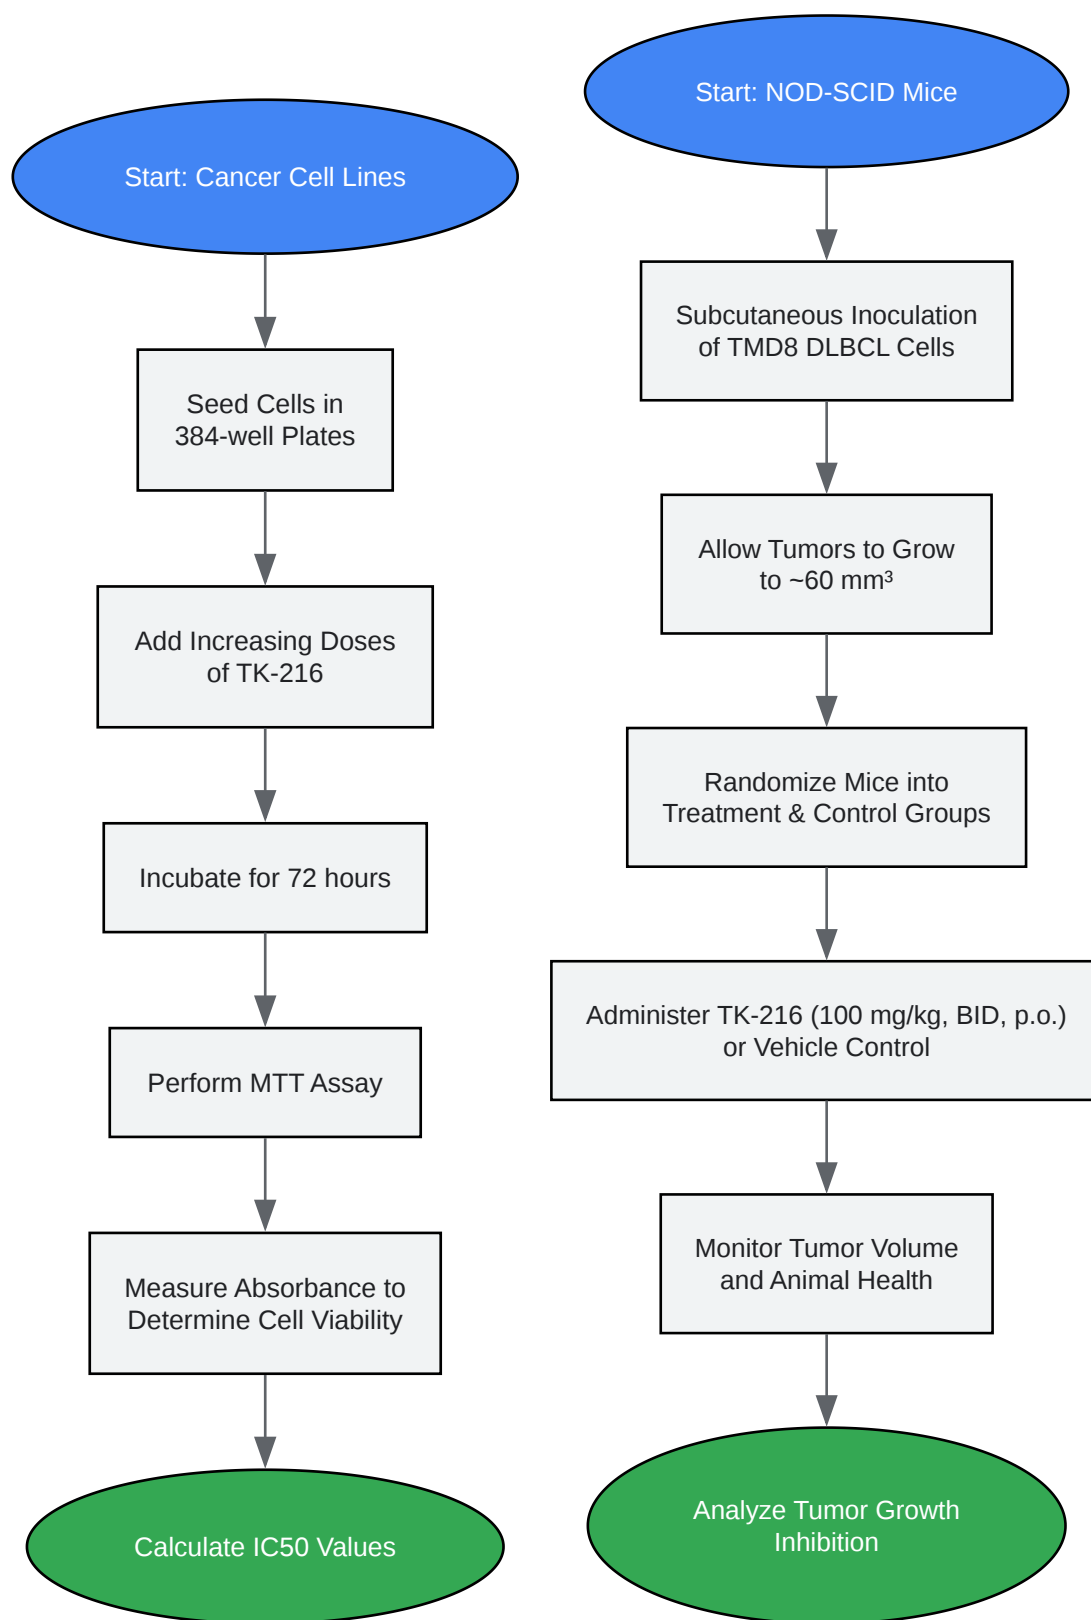 Start: Cancer Cell Lines
Seed Cells in
384-well Plates
Add Increasing Doses
of TK-216
Incubate for 72 hours
Perform MTT Assay
Measure Absorbance to
Determine Cell Viability
Calculate IC50 Values
Start: NOD-SCID Mice
Subcutaneous Inoculation
of TMD8 DLBCL Cells
Allow Tumors to Grow
to ~60 mm³
Randomize Mice into
Treatment & Control Groups
Administer TK-216 (100 mg/kg, BID, p.o.)
or Vehicle Control
Monitor Tumor Volume
and Animal Health
Analyze Tumor Growth
Inhibition